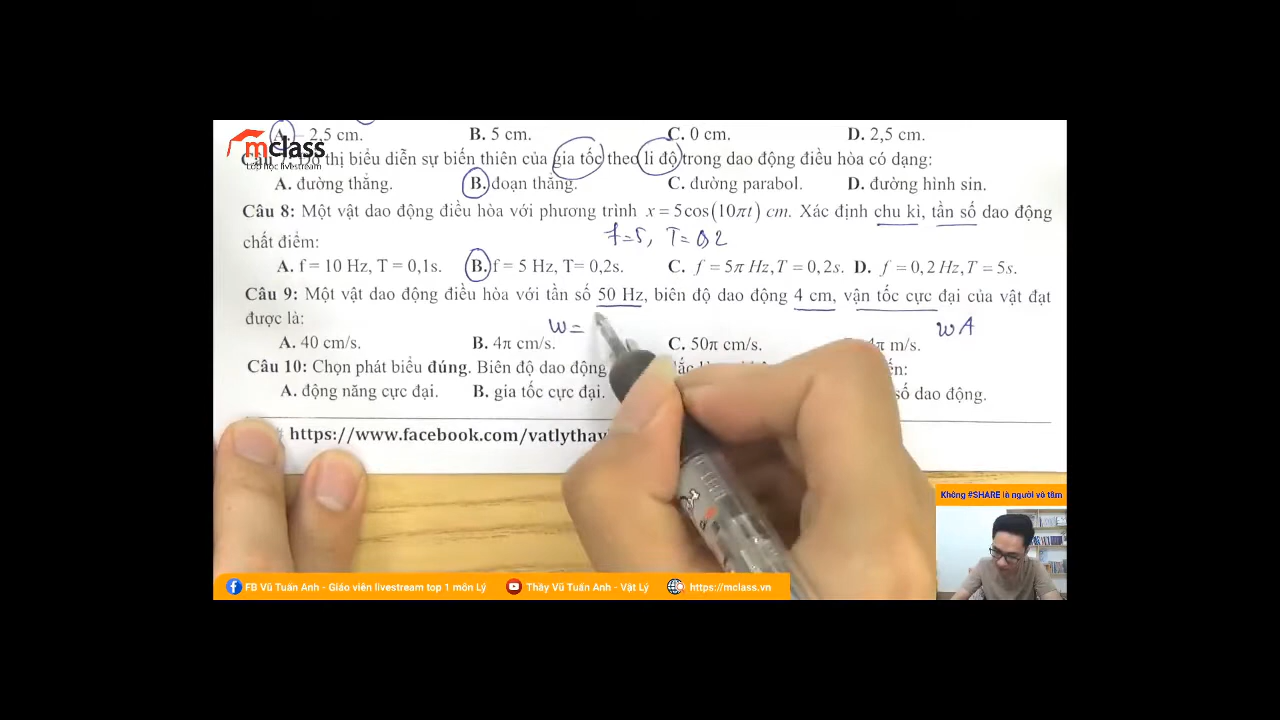 A. - 2,5 cm. B. 5 cm. C. 0 cm. D. 2,5 cm.
mclass
Lớp học livestream
thị biểu diễn sự biến thiên của gia tốc theo li độ trong dao động điều hòa có dạng:
A. đường thẳng. B. đoạn thẳng. C. đường parabol. D. đường hình sin.
Câu 8: Một vật dao động điều hòa với phương trình x = 5cos(10πt) cm. Xác định chu kì, tần số dao động
chất điểm:
f=5, T=0,2
A. f = 10 Hz, T = 0,1s. B. f = 5 Hz, T= 0,2s. C. f = 5π Hz, T = 0,2s. D. f = 0,2 Hz, T = 5s.
Câu 9: Một vật dao động điều hòa với tần số 50 Hz, biên độ dao động 4 cm, vận tốc cực đại của vật đạt
được là:
ω = ωA
A. 40 cm/s. B. 4π cm/s. C. 50π cm/s. 4π m/s.
Câu 10: Chọn phát biểu đúng. Biên độ dao động
A. động năng cực đại. B. gia tốc cực đại. số dao động.
https://www.facebook.com/vatlythay
Không #SHARE là người vô tâm
FB Vũ Tuấn Anh - Giáo viên livestream top 1 môn Lý Thầy Vũ Tuấn Anh - Vật Lý https://mclass.vn